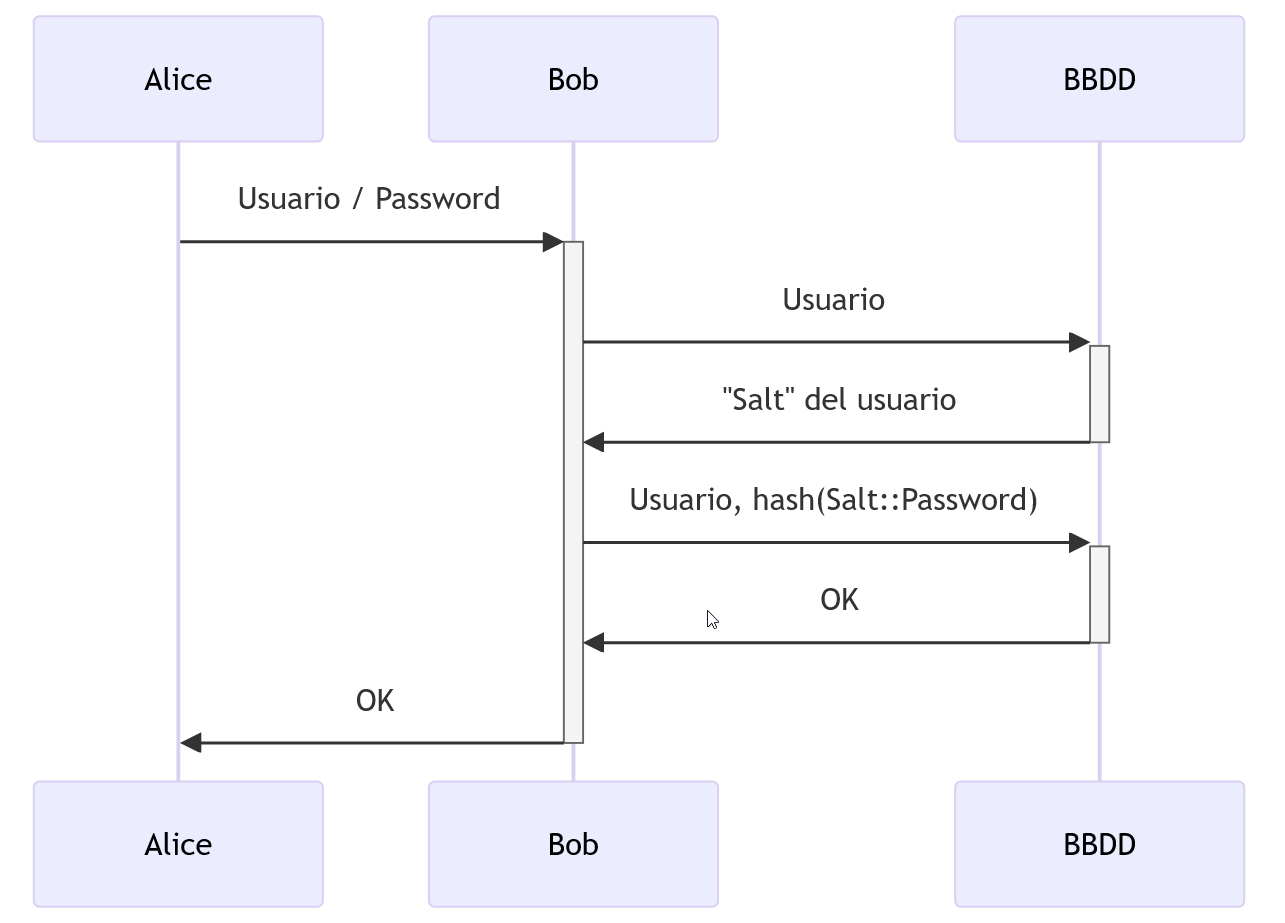 Alice
Bob
BBDD
Usuario / Password
Usuario
"Salt" del usuario
Usuario, hash(Salt::Password)
OK
OK
Alice
Bob
BBDD